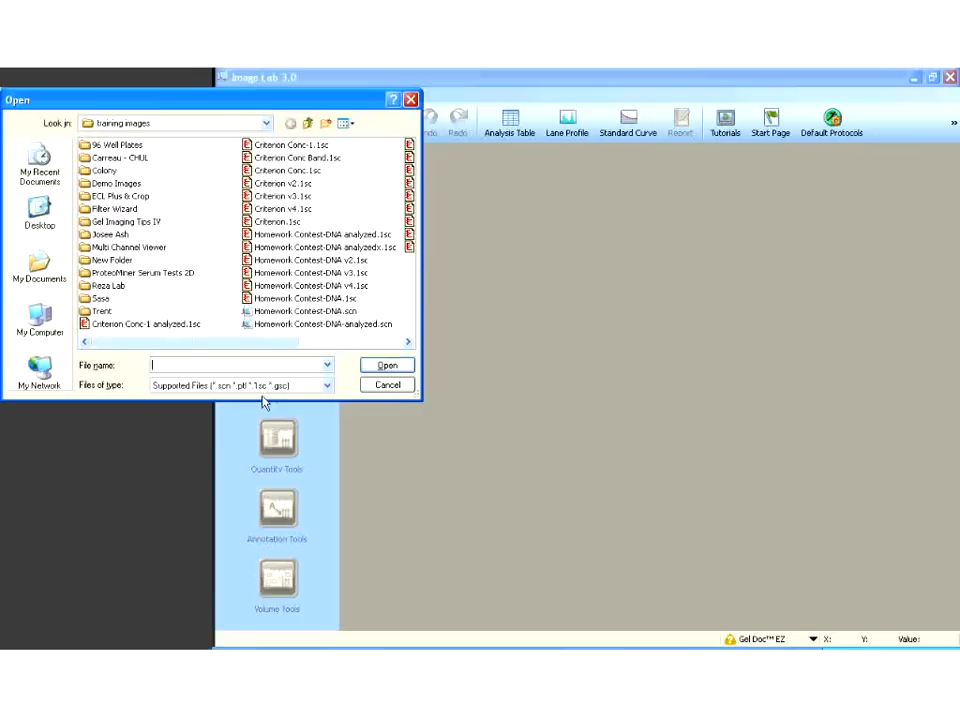 Image Lab 3.0
Open
Look in: training images
My Recent Documents
Desktop
My Documents
My Computer
My Network
96 Well Plates
Carreau - CHUL
Colony
Demo Images
ECL Plus & Crop
Filter Wizard
Gel Imaging Tips IV
Josee Ash
Multi Channel Viewer
New Folder
ProteoMiner Serum Tests 2D
Reza Lab
Sasa
Trent
Criterion Conc-1 analyzed.1sc
Criterion Conc-1.1sc
Criterion Conc Band.1sc
Criterion Conc.1sc
Criterion v2.1sc
Criterion v3.1sc
Criterion v4.1sc
Criterion.1sc
Homework Contest-DNA analyzed.1sc
Homework Contest-DNA analyzedx.1sc
Homework Contest-DNA v2.1sc
Homework Contest-DNA v3.1sc
Homework Contest-DNA v4.1sc
Homework Contest-DNA.1sc
Homework Contest-DNA.scn
Homework Contest-DNA-analyzed.scn
File name:
Open
Files of type: Supported Files (*.scn *.ptl *.1sc *.gsc)
Cancel
Redo
Analysis Table
Lane Profile
Standard Curve
Report
Tutorials
Start Page
Default Protocols
Quantity Tools
Annotation Tools
Volume Tools
Gel Doc™ EZ
X:
Y:
Value: